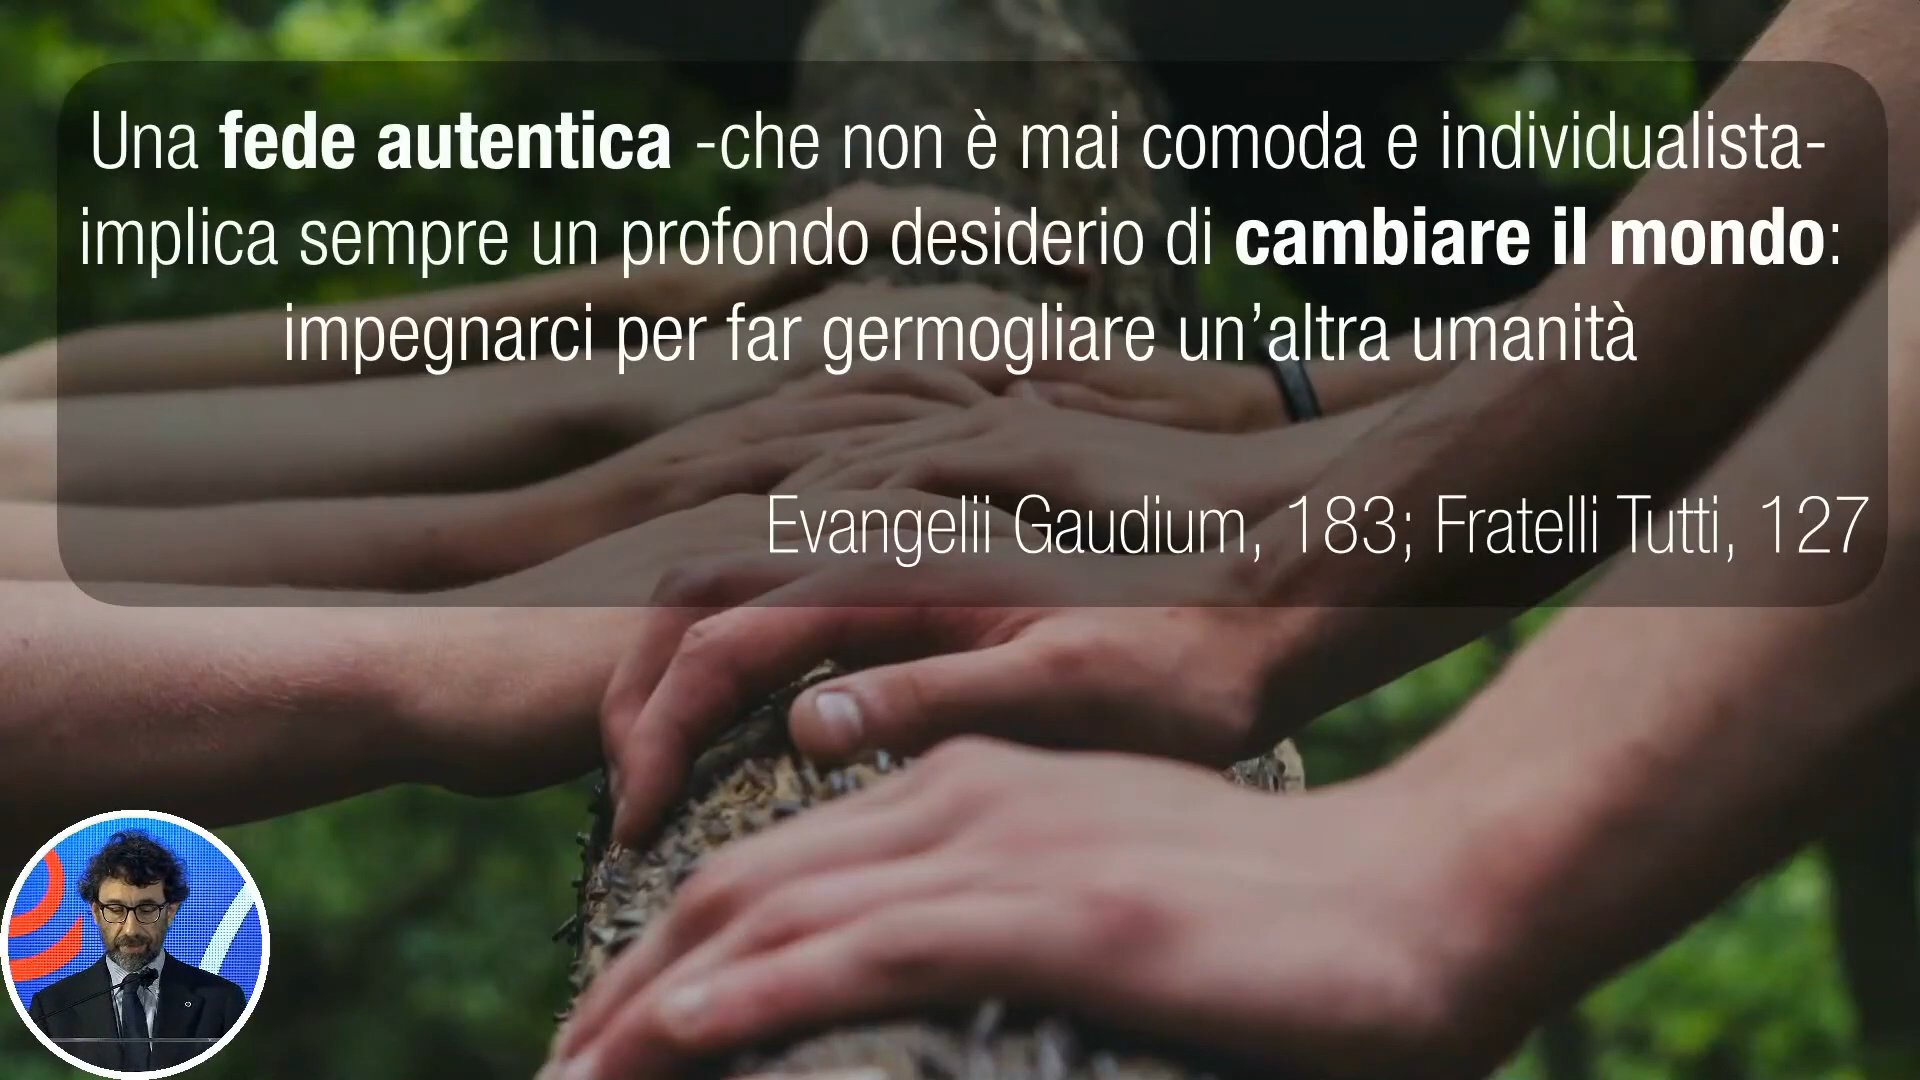 Una fede autentica -che non è mai comoda e individualista-
implica sempre un profondo desiderio di cambiare il mondo:
impegnarci per far germogliare un’altra umanità
Evangelii Gaudium, 183; Fratelli Tutti, 127